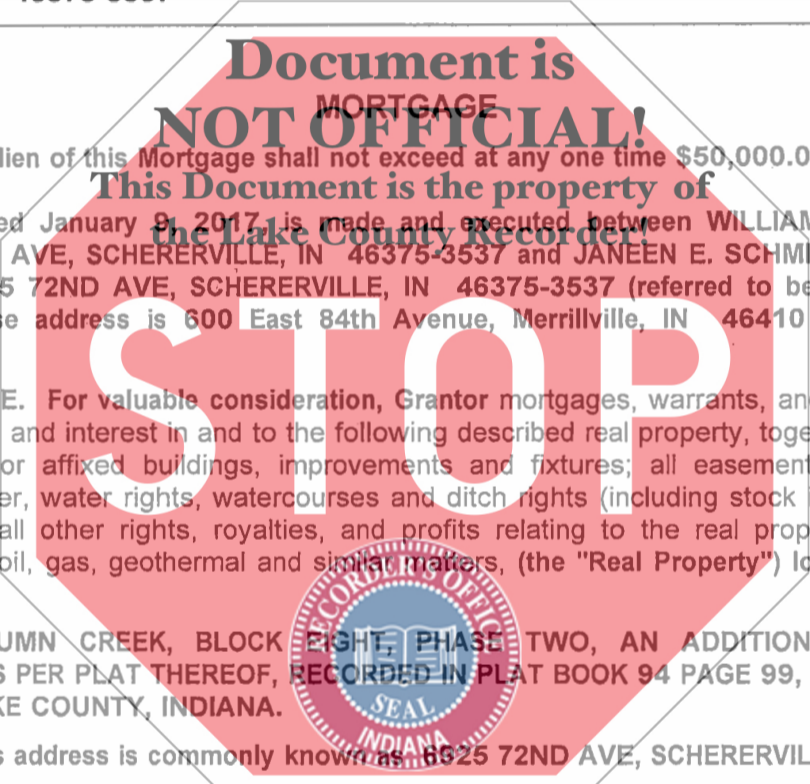 Document is
MORTGAGE
NOT OFFICIAL!
lien of this Mortgage shall not exceed at any one time $50,000.0
This Document is the property of
ed January 9, 2017, is made and executed between WILLIAM
the Lake County Recorder!
AVE, SCHERERVILLE, IN 46375-3537 and JANEEN E. SCHMI
5 72ND AVE, SCHERERVILLE, IN 46375-3537 (referred to be
se address is 600 East 84th Avenue, Merrillville, IN 46410
STOP
E. For valuable consideration, Grantor mortgages, warrants, an
and interest in and to the following described real property, toge
or affixed buildings, improvements and fixtures; all easement
er, water rights, watercourses and ditch rights (including stock
all other rights, royalties, and profits relating to the real prop
oil, gas, geothermal and similar matters, (the "Real Property") lo
RECORDER'S OFFICE
UMN CREEK, BLOCK EIGHT, PHASE TWO, AN ADDITION
S PER PLAT THEREOF, RECORDED IN PLAT BOOK 94 PAGE 99,
KE COUNTY, INDIANA.
SEAL
INDIANA
s address is commonly known as 6925 72ND AVE, SCHERERVIL